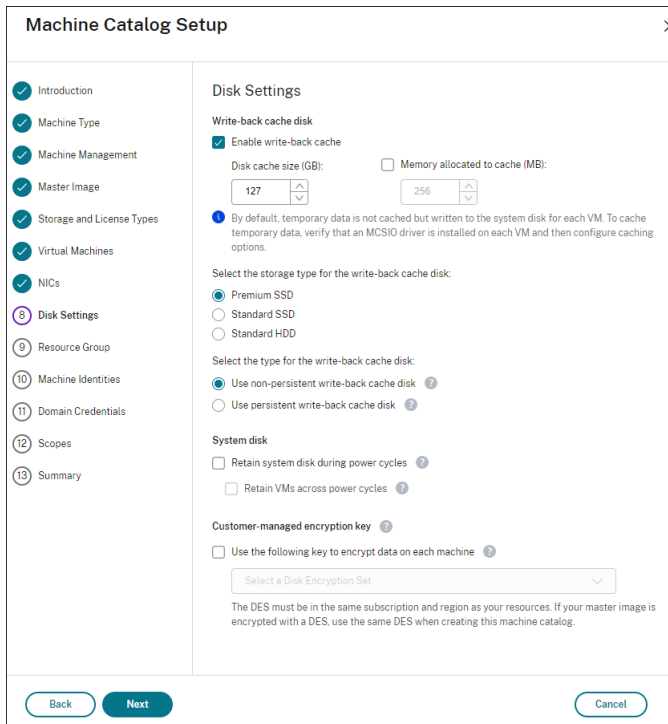 Machine Catalog Setup
Introduction
Machine Type
Machine Management
Master Image
Storage and License Types
Virtual Machines
NICs
8 Disk Settings
9 Resource Group
10 Machine Identities
11 Domain Credentials
12 Scopes
13 Summary
Disk Settings
Write-back cache disk
Enable write-back cache
Disk cache size (GB): Memory allocated to cache (MB):
127 256
i By default, temporary data is not cached but written to the system disk for each VM. To cache
temporary data, verify that an MCSIO driver is installed on each VM and then configure caching
options.
Select the storage type for the write-back cache disk:
Premium SSD
Standard SSD
Standard HDD
Select the type for the write-back cache disk:
Use non-persistent write-back cache disk ?
Use persistent write-back cache disk ?
System disk
Retain system disk during power cycles ?
Retain VMs across power cycles ?
Customer-managed encryption key ?
Use the following key to encrypt data on each machine ?
Select a Disk Encryption Set
The DES must be in the same subscription and region as your resources. If your master image is
encrypted with a DES, use the same DES when creating this machine catalog.
Back Next Cancel